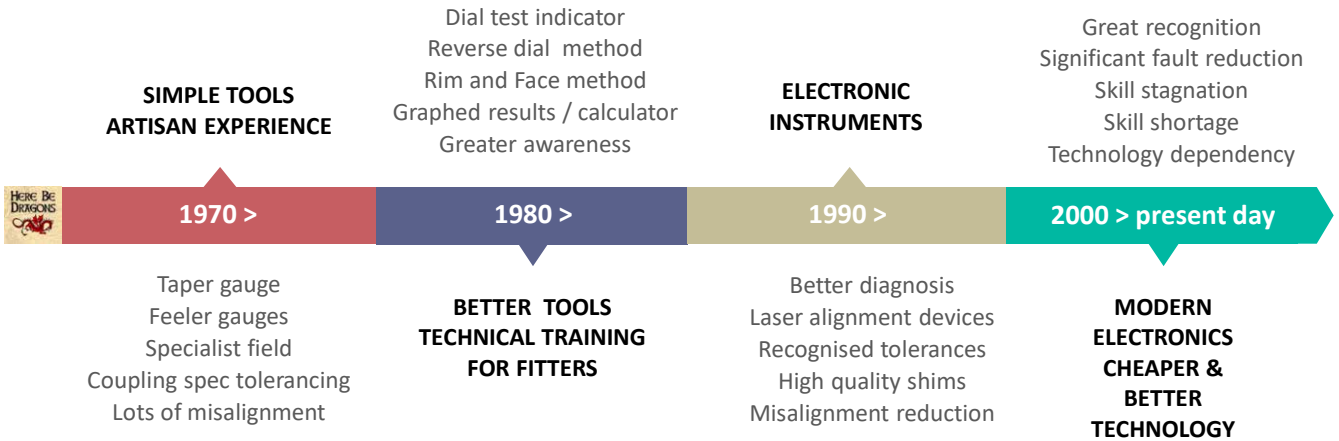 SIMPLE TOOLS
ARTISAN EXPERIENCE
Dial test indicator
Reverse dial method
Rim and Face method
Graphed results / calculator
Greater awareness
ELECTRONIC
INSTRUMENTS
Great recognition
Significant fault reduction
Skill stagnation
Skill shortage
Technology dependency
HERE BE
DRAGONS
1970 >
1980 >
1990 >
2000 > present day
Taper gauge
Feeler gauges
Specialist field
Coupling spec tolerancing
Lots of misalignment
BETTER TOOLS
TECHNICAL TRAINING
FOR FITTERS
Better diagnosis
Laser alignment devices
Recognised tolerances
High quality shims
Misalignment reduction
MODERN
ELECTRONICS
CHEAPER &
BETTER
TECHNOLOGY